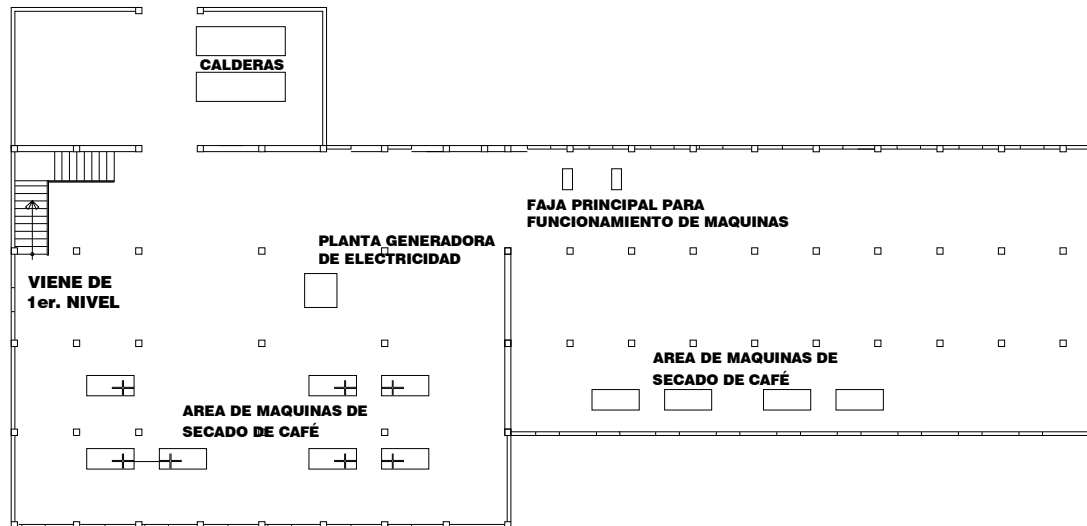 CALDERAS
FAJA PRINCIPAL PARA
FUNCIONAMIENTO DE MAQUINAS
PLANTA GENERADORA
DE ELECTRICIDAD
VIENE DE
1er. NIVEL
AREA DE MAQUINAS DE
SECADO DE CAFÉ
AREA DE MAQUINAS DE
SECADO DE CAFÉ